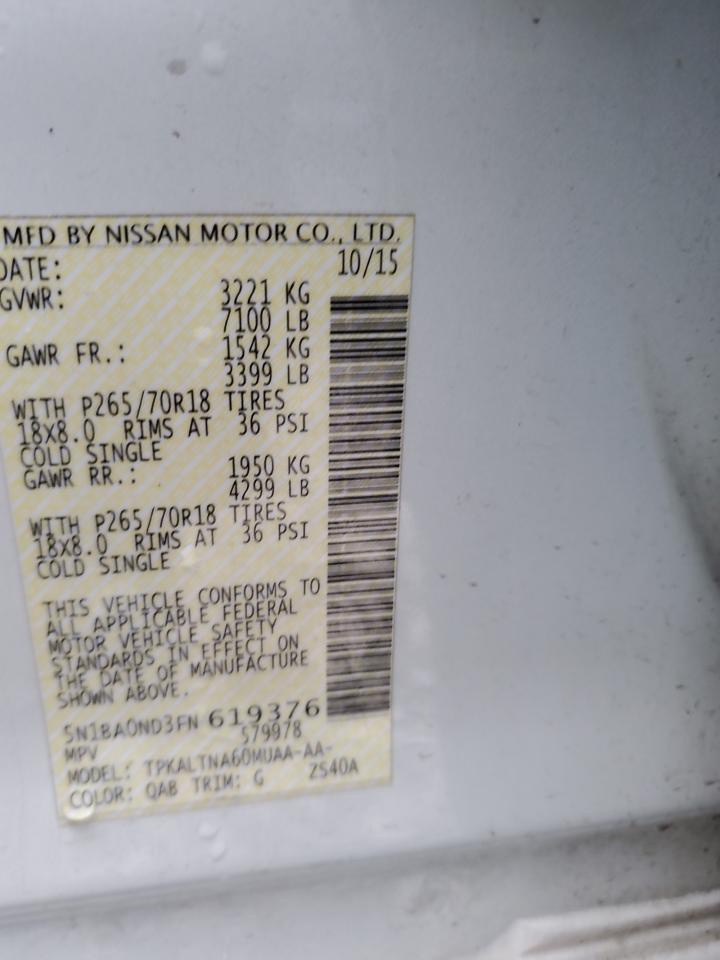 MFD BY NISSAN MOTOR CO., LTD.
DATE: 10/15
GVWR: 3221 KG
7100 LB
GAWR FR.: 1542 KG
3399 LB
WITH P265/70R18 TIRES
18X8.0 RIMS AT 36 PSI
COLD SINGLE
GAWR RR.: 1950 KG
4299 LB
WITH P265/70R18 TIRES
18X8.0 RIMS AT 36 PSI
COLD SINGLE
THIS VEHICLE CONFORMS TO
ALL APPLICABLE FEDERAL
MOTOR VEHICLE SAFETY
STANDARDS IN EFFECT ON
THE DATE OF MANUFACTURE
SHOWN ABOVE.
5N1BA0ND3FN 619376
MPV 579978
MODEL: TPKALTNA60MUAA-AA-
COLOR: QAB TRIM: G ZS40A